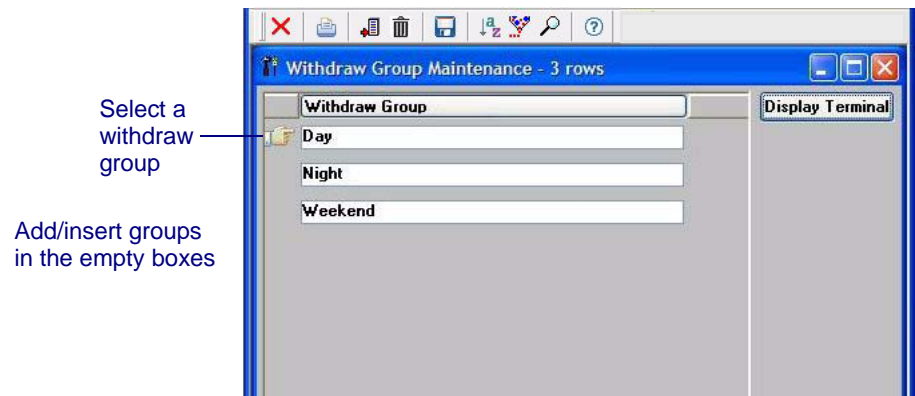 Withdraw Group Maintenance - 3 rows
Withdraw Group
Display Terminal
Select a
withdraw
group
Day
Night
Weekend
Add/insert groups
in the empty boxes